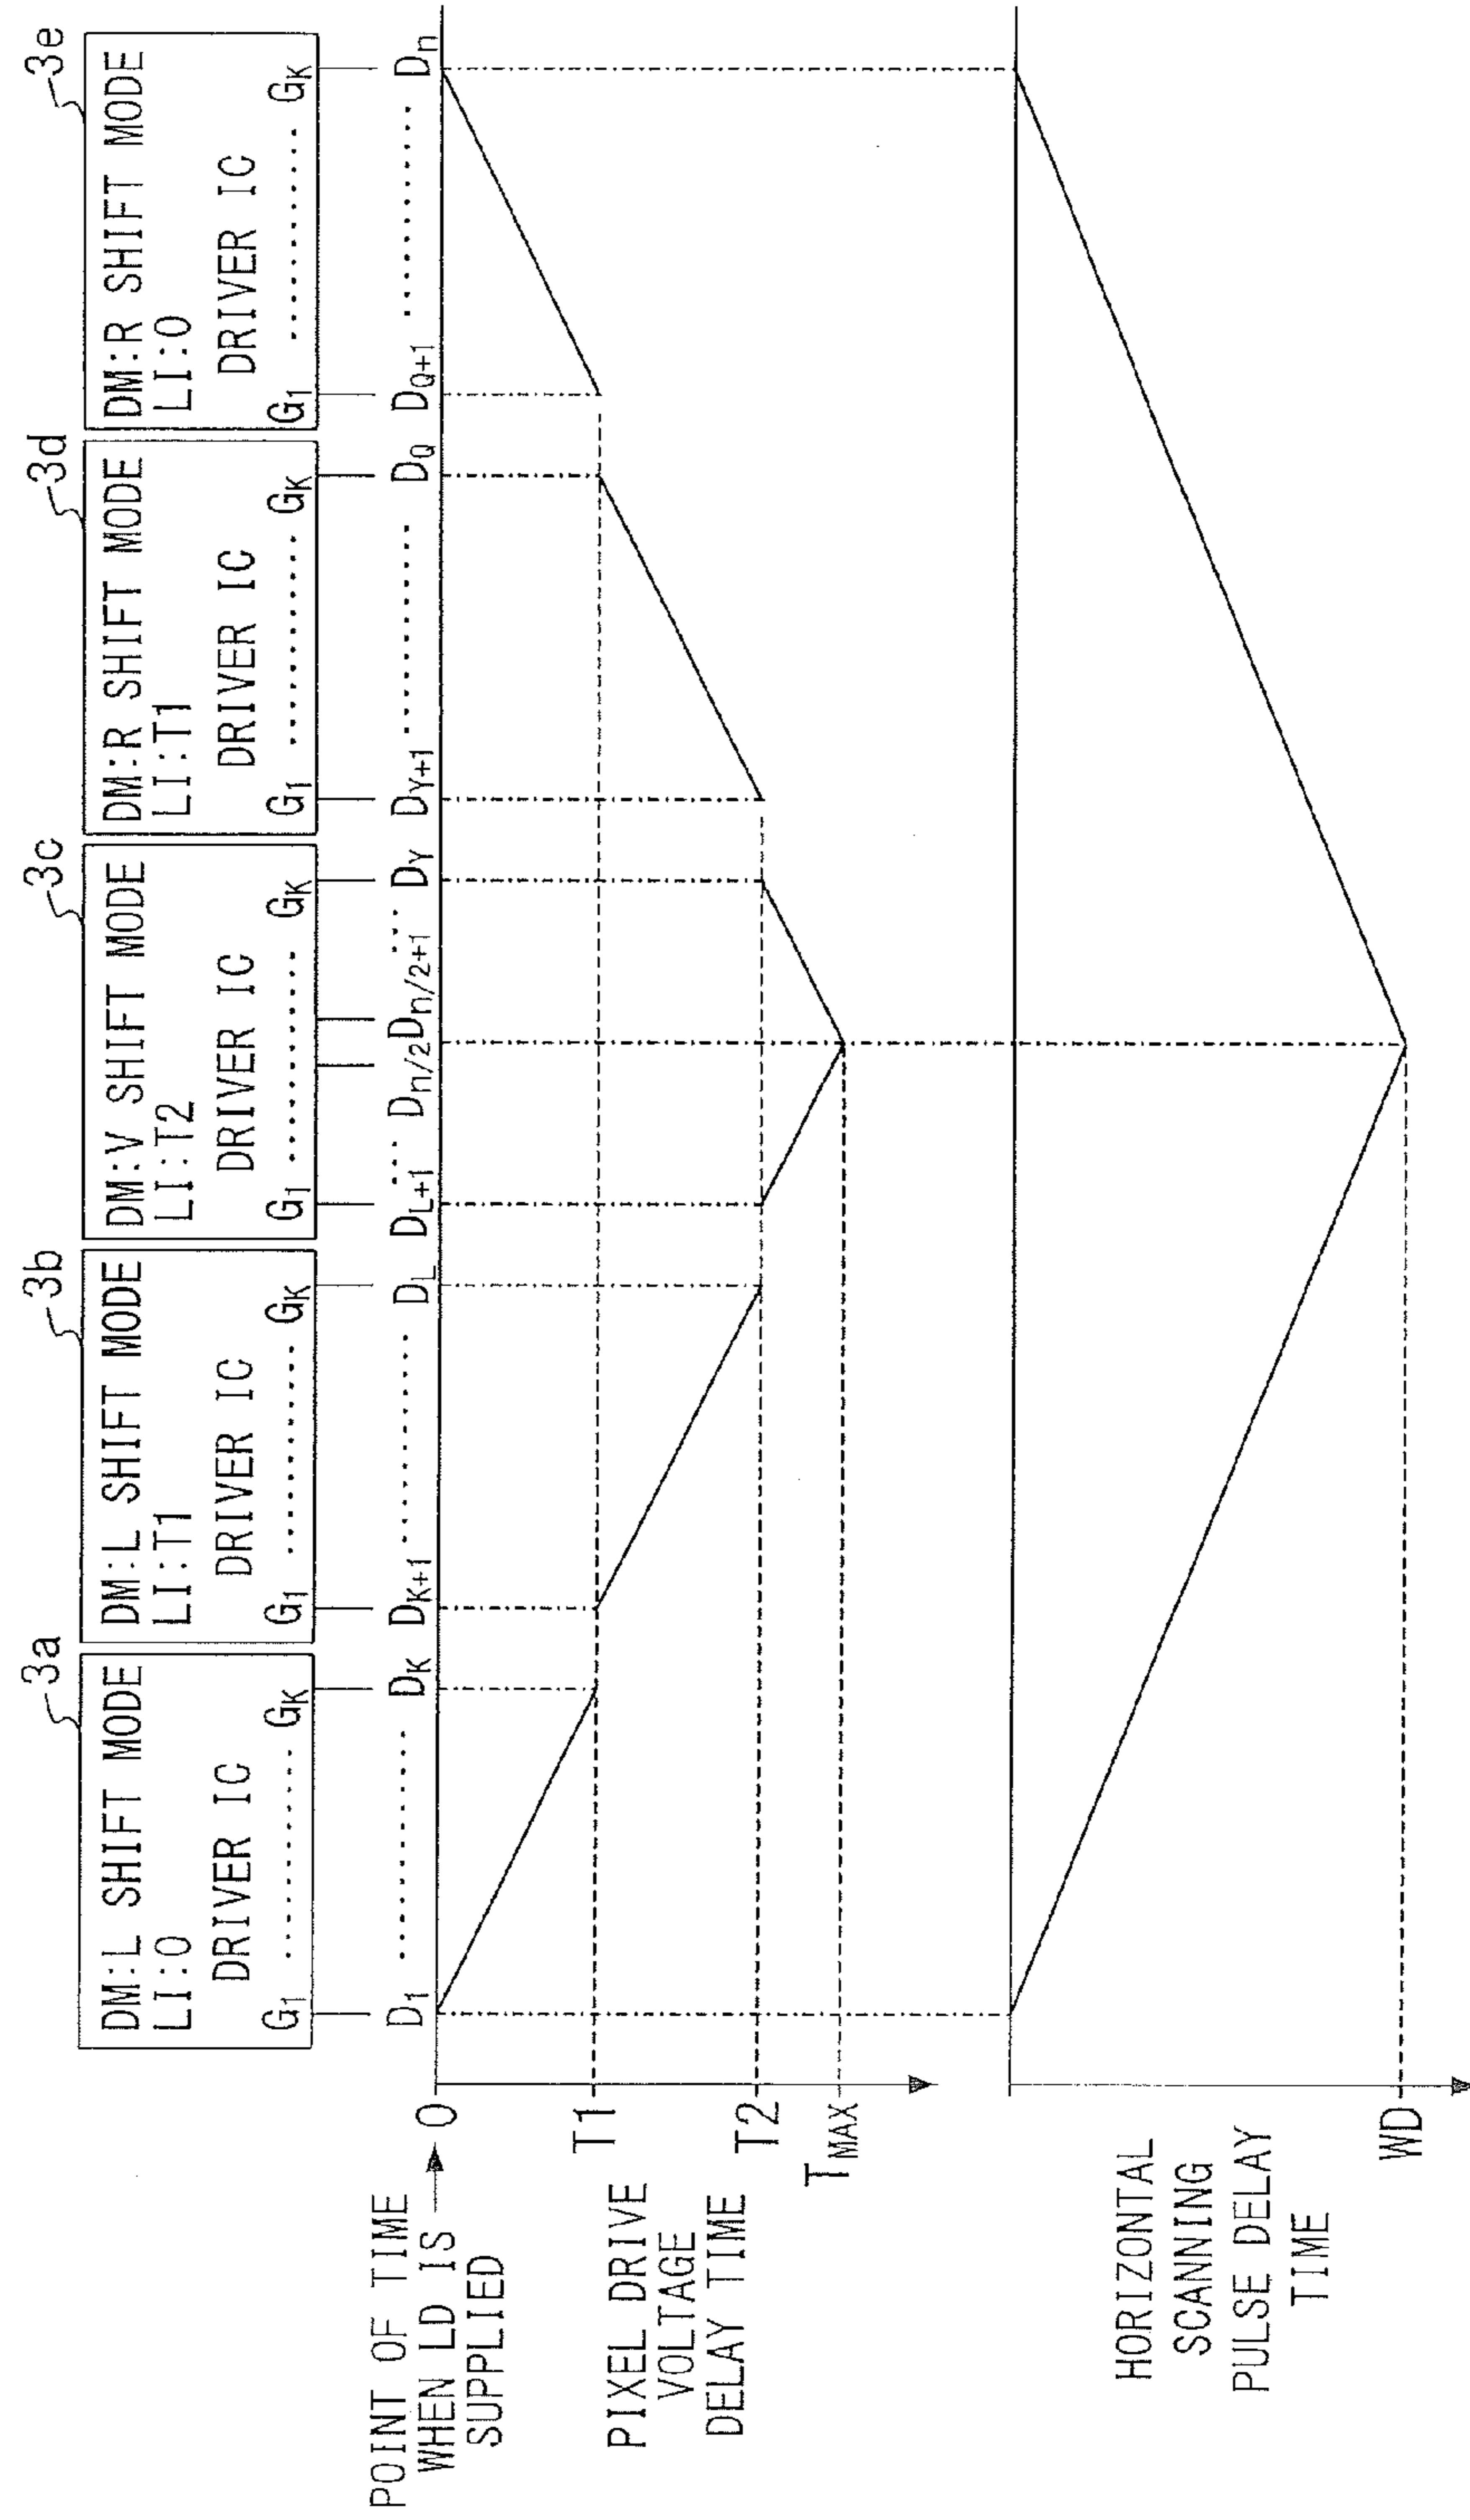 3a
DM:L SHIFT MODE
LI:0
DRIVER IC
G1 ........... GK
3b
DM:L SHIFT MODE
LI:T1
DRIVER IC
G1 ........... GK
3c
DM:V SHIFT MODE
LI:T2
DRIVER IC
G1 ........... GK
3d
DM:R SHIFT MODE
LI:T1
DRIVER IC
G1 ........... GK
3e
DM:R SHIFT MODE
LI:0
DRIVER IC
G1 ........... GK
D1 ........... DK DK+1 ........... DL DL+1 ... Dn/2 Dn/2+1 ... DY DY+1 ........... DQ DQ+1 ........... Dn
POINT OF TIME
WHEN LD IS
SUPPLIED
0
T1
T2
TMAX
PIXEL DRIVE
VOLTAGE
DELAY TIME
HORIZONTAL
SCANNING
PULSE DELAY
TIME
WD